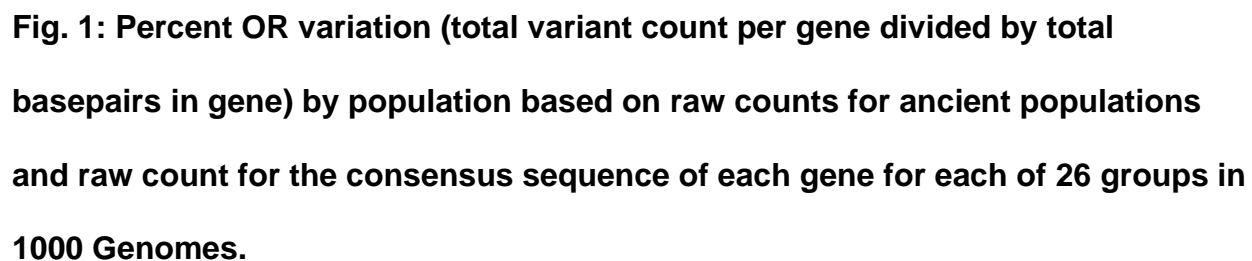 Fig. 1: Percent OR variation (total variant count per gene divided by total
basepairs in gene) by population based on raw counts for ancient populations
and raw count for the consensus sequence of each gene for each of 26 groups in
1000 Genomes.